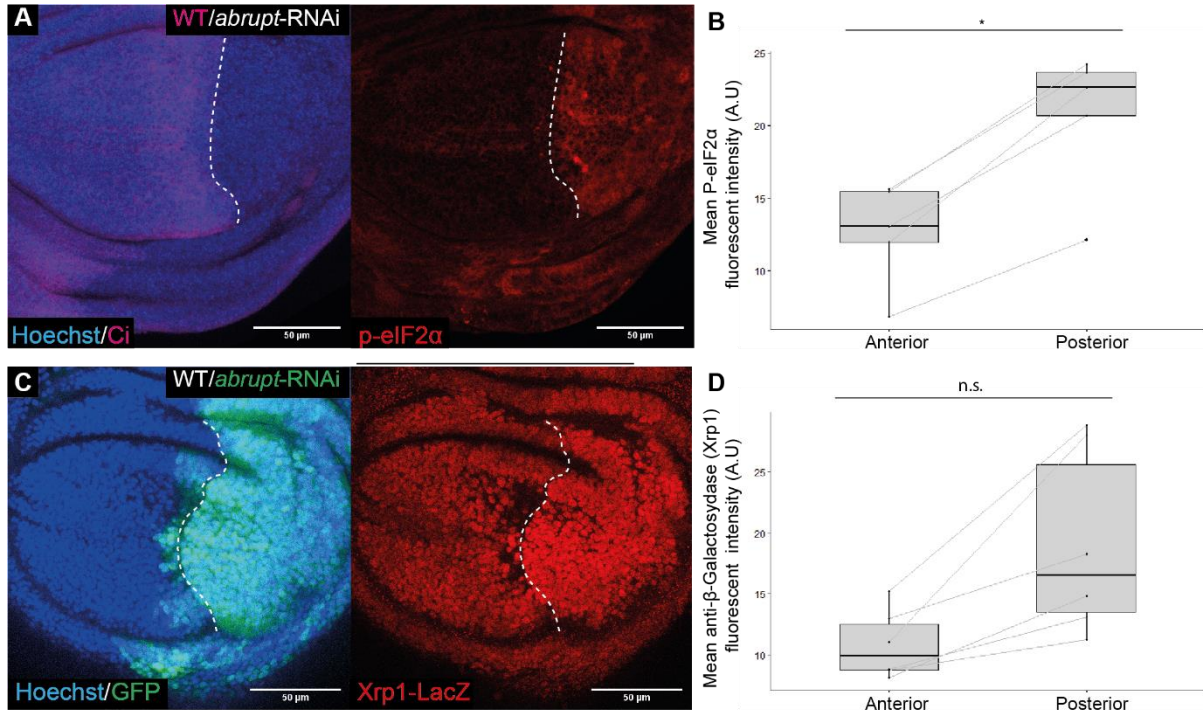 A
WT/abrupt-RNAi
Hoechst/Ci
50 µm
p-eIF2α
50 µm
B
*
Mean P-eIF2α
fluorescent intensity (A.U)
25
20
15
10
Anterior
Posterior
C
WT/abrupt-RNAi
Hoechst/GFP
50 µm
Xrp1-LacZ
50 µm
D
n.s.
Mean anti-β-Galactosydase (Xrp1)
fluorescent intensity (A.U)
25
20
15
10
Anterior
Posterior